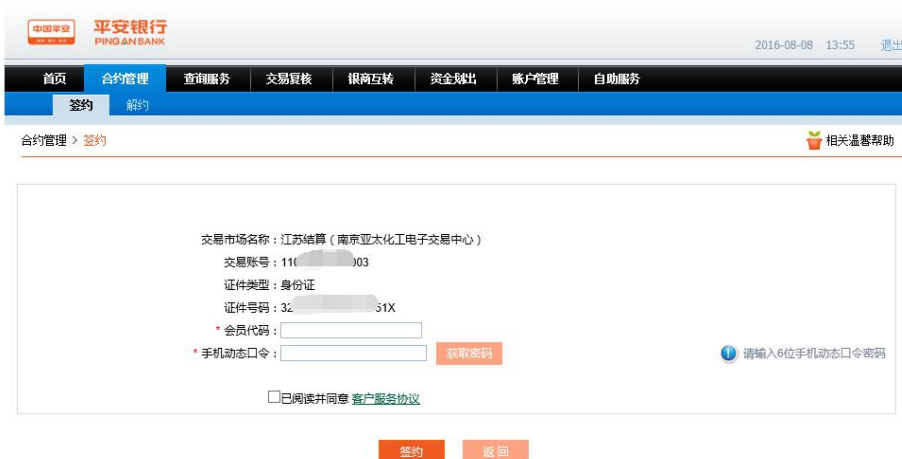 中国平安
平安银行
PING AN BANK
2016-08-08 13:55 退出
首页 合约管理 查询服务 交易复核 银商互转 资金划出 账户管理 自助服务
签约 解约
合约管理 > 签约
相关温馨帮助
交易市场名称：江苏结算（南京亚太化工电子交易中心）
交易账号：110 003
证件类型：身份证
证件号码：32 51X
* 会员代码：
* 手机动态口令： 获取密码 请输入6位手机动态口令密码
已阅读并同意 客户服务协议
签约 返回